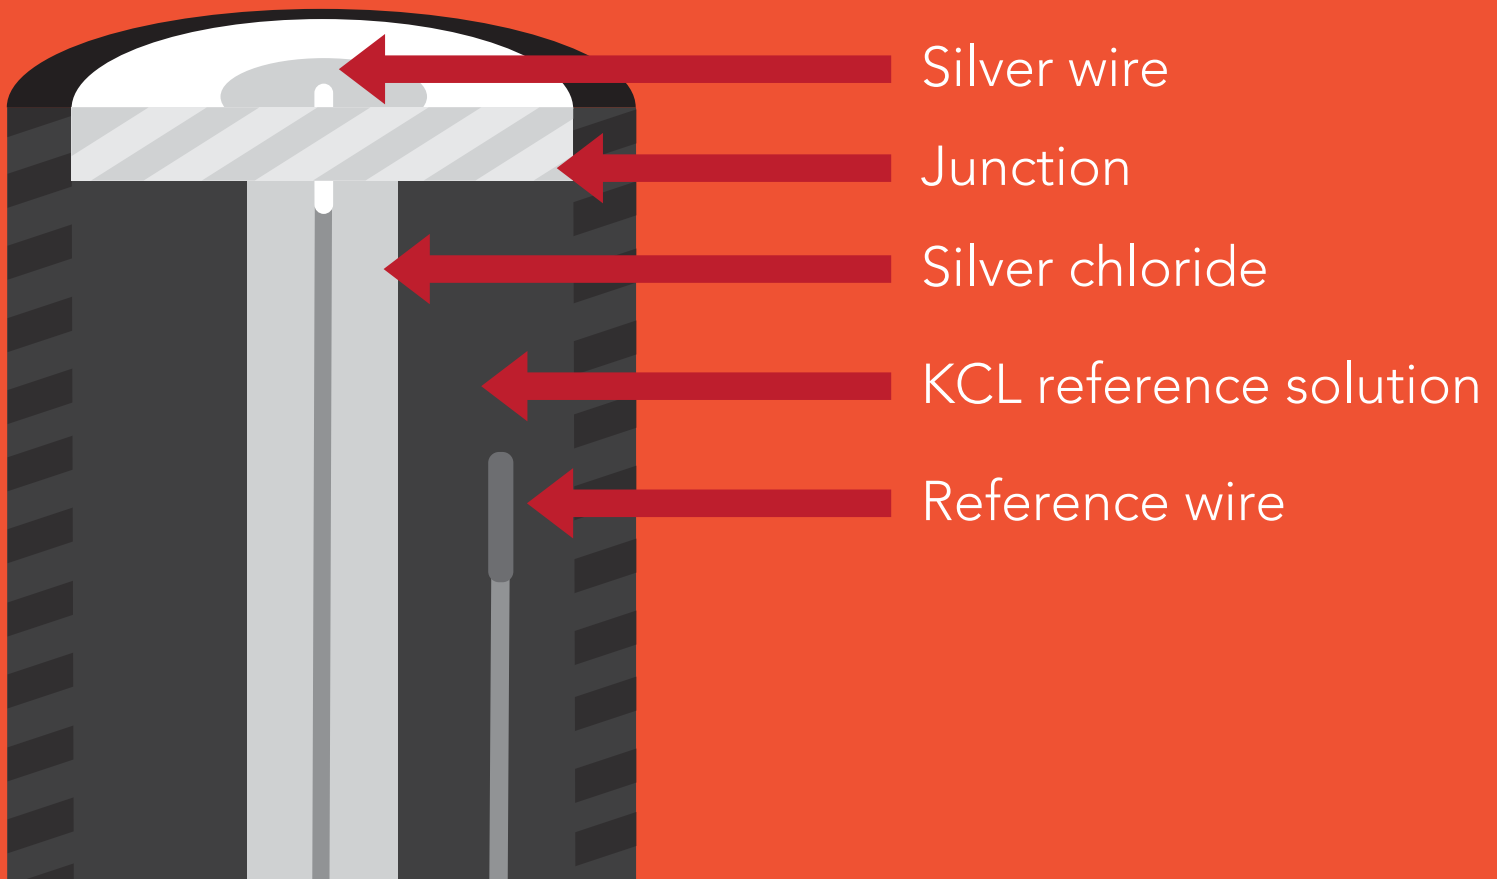 Silver wire
Junction
Silver chloride
KCL reference solution
Reference wire